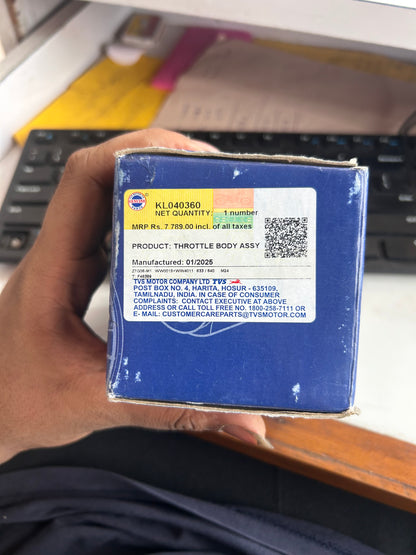 KL040360
NET QUANTITY: 1 number
MRP Rs. 7,789.00 incl. of all taxes
PRODUCT: THROTTLE BODY ASSY
Manufactured: 01/2025
TVS MOTOR COMPANY LTD TVS
POST BOX NO. 4, HARITA, HOSUR - 635109,
TAMILNADU, INDIA. IN CASE OF CONSUMER
COMPLAINTS: CONTACT EXECUTIVE AT ABOVE
ADDRESS OR CALL TOLL FREE NO. 1800-258-7111 OR
E- MAIL: CUSTOMERCAREPARTS@TVSMOTOR.COM